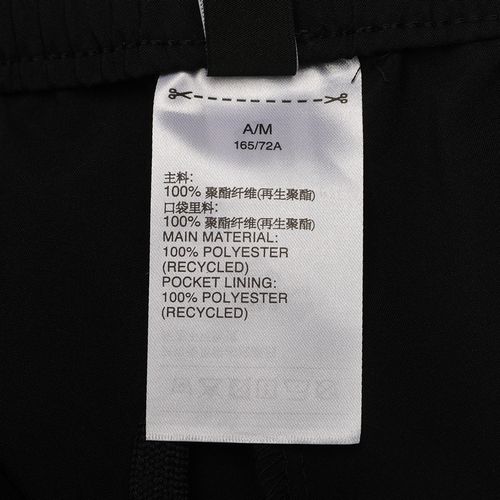 A/M
165/72A
主料:
100% 聚酯纤维(再生聚酯)
口袋里料:
100% 聚酯纤维(再生聚酯)
MAIN MATERIAL:
100% POLYESTER
(RECYCLED)
POCKET LINING:
100% POLYESTER
(RECYCLED)